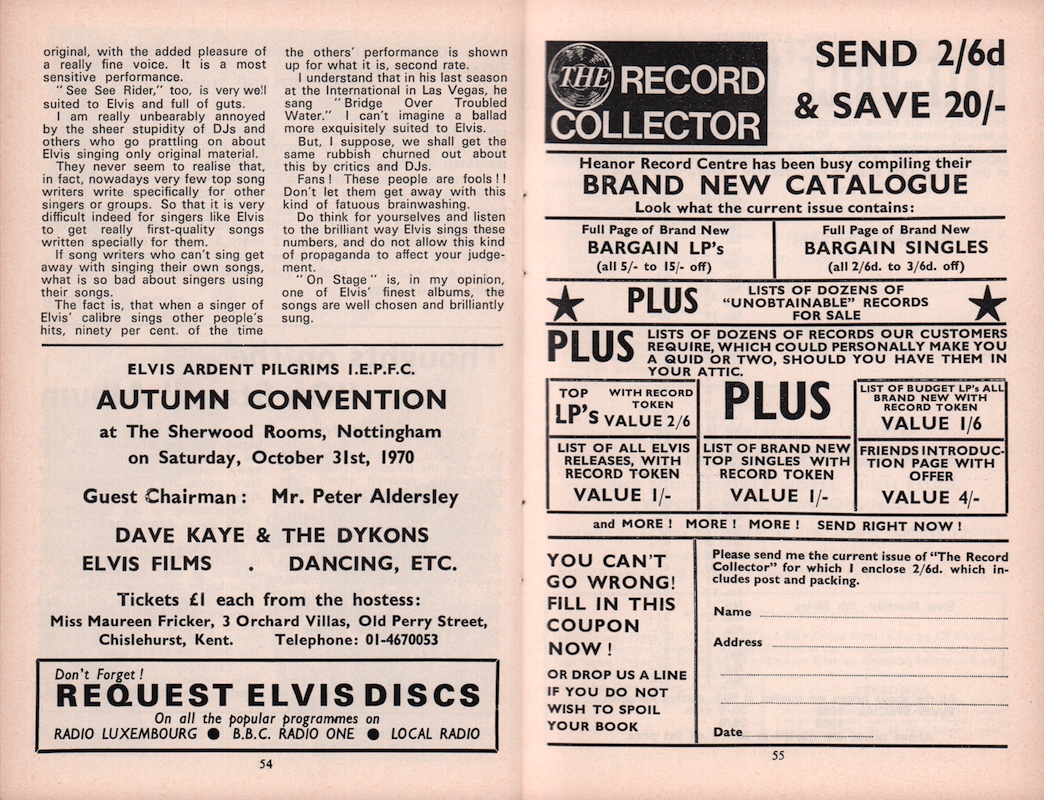 original, with the added pleasure of
a really fine voice. It is a most
sensitive performance.
"See See Rider," too, is very well
suited to Elvis and full of guts.
I am really unbearably annoyed
by the sheer stupidity of DJs and
others who go prattling on about
Elvis singing only original material.
They never seem to realise that,
in fact, nowadays very few top song
writers write specifically for other
singers or groups. So that it is very
difficult indeed for singers like Elvis
to get really first-quality songs
written specially for them.
If song writers who can't sing get
away with singing their own songs,
what is so bad about singers using
their songs.
The fact is, that when a singer of
Elvis' calibre sings other people's
hits, ninety per cent. of the time
the others' performance is shown
up for what it is, second rate.
I understand that in his last season
at the International in Las Vegas, he
sang "Bridge Over Troubled
Water." I can't imagine a ballad
more exquisitely suited to Elvis.
But, I suppose, we shall get the
same rubbish churned out about
this by critics and DJs.
Fans! These people are fools!!
Don't let them get away with this
kind of fatuous brainwashing.
Do think for yourselves and listen
to the brilliant way Elvis sings these
numbers, and do not allow this kind
of propaganda to affect your judge-
ment.
"On Stage" is, in my opinion,
one of Elvis' finest albums, the
songs are well chosen and brilliantly
sung.
ELVIS ARDENT PILGRIMS I.E.P.F.C.
AUTUMN CONVENTION
at The Sherwood Rooms, Nottingham
on Saturday, October 31st, 1970
Guest Chairman: Mr. Peter Aldersley
DAVE KAYE & THE DYKONS
ELVIS FILMS . DANCING, ETC.
Tickets £1 each from the hostess:
Miss Maureen Fricker, 3 Orchard Villas, Old Perry Street,
Chislehurst, Kent. Telephone: 01-4670053
Don't Forget!
REQUEST ELVIS DISCS
On all the popular programmes on
RADIO LUXEMBOURG ● B.B.C. RADIO ONE ● LOCAL RADIO
54
THE RECORD
COLLECTOR
SEND 2/6d
& SAVE 20/-
Heanor Record Centre has been busy compiling their
BRAND NEW CATALOGUE
Look what the current issue contains:
Full Page of Brand New
BARGAIN LP's
(all 5/- to 15/- off)
Full Page of Brand New
BARGAIN SINGLES
(all 2/6d. to 3/6d. off)
★ PLUS LISTS OF DOZENS OF
"UNOBTAINABLE" RECORDS
FOR SALE ★
PLUS LISTS OF DOZENS OF RECORDS OUR CUSTOMERS
REQUIRE, WHICH COULD PERSONALLY MAKE YOU
A QUID OR TWO, SHOULD YOU HAVE THEM IN
YOUR ATTIC.
TOP
LP's
WITH RECORD
TOKEN
VALUE 2/6
PLUS
LIST OF BUDGET LP's ALL
BRAND NEW WITH
RECORD TOKEN
VALUE 1/6
LIST OF ALL ELVIS
RELEASES, WITH
RECORD TOKEN
VALUE 1/-
LIST OF BRAND NEW
TOP SINGLES WITH
RECORD TOKEN
VALUE 1/-
FRIENDS INTRODUC-
TION PAGE WITH
OFFER
VALUE 4/-
and MORE! MORE! MORE! SEND RIGHT NOW!
YOU CAN'T
GO WRONG!
FILL IN THIS
COUPON
NOW!
OR DROP US A LINE
IF YOU DO NOT
WISH TO SPOIL
YOUR BOOK
Please send me the current issue of "The Record
Collector" for which I enclose 2/6d. which in-
cludes post and packing.
Name
Address
Date
55